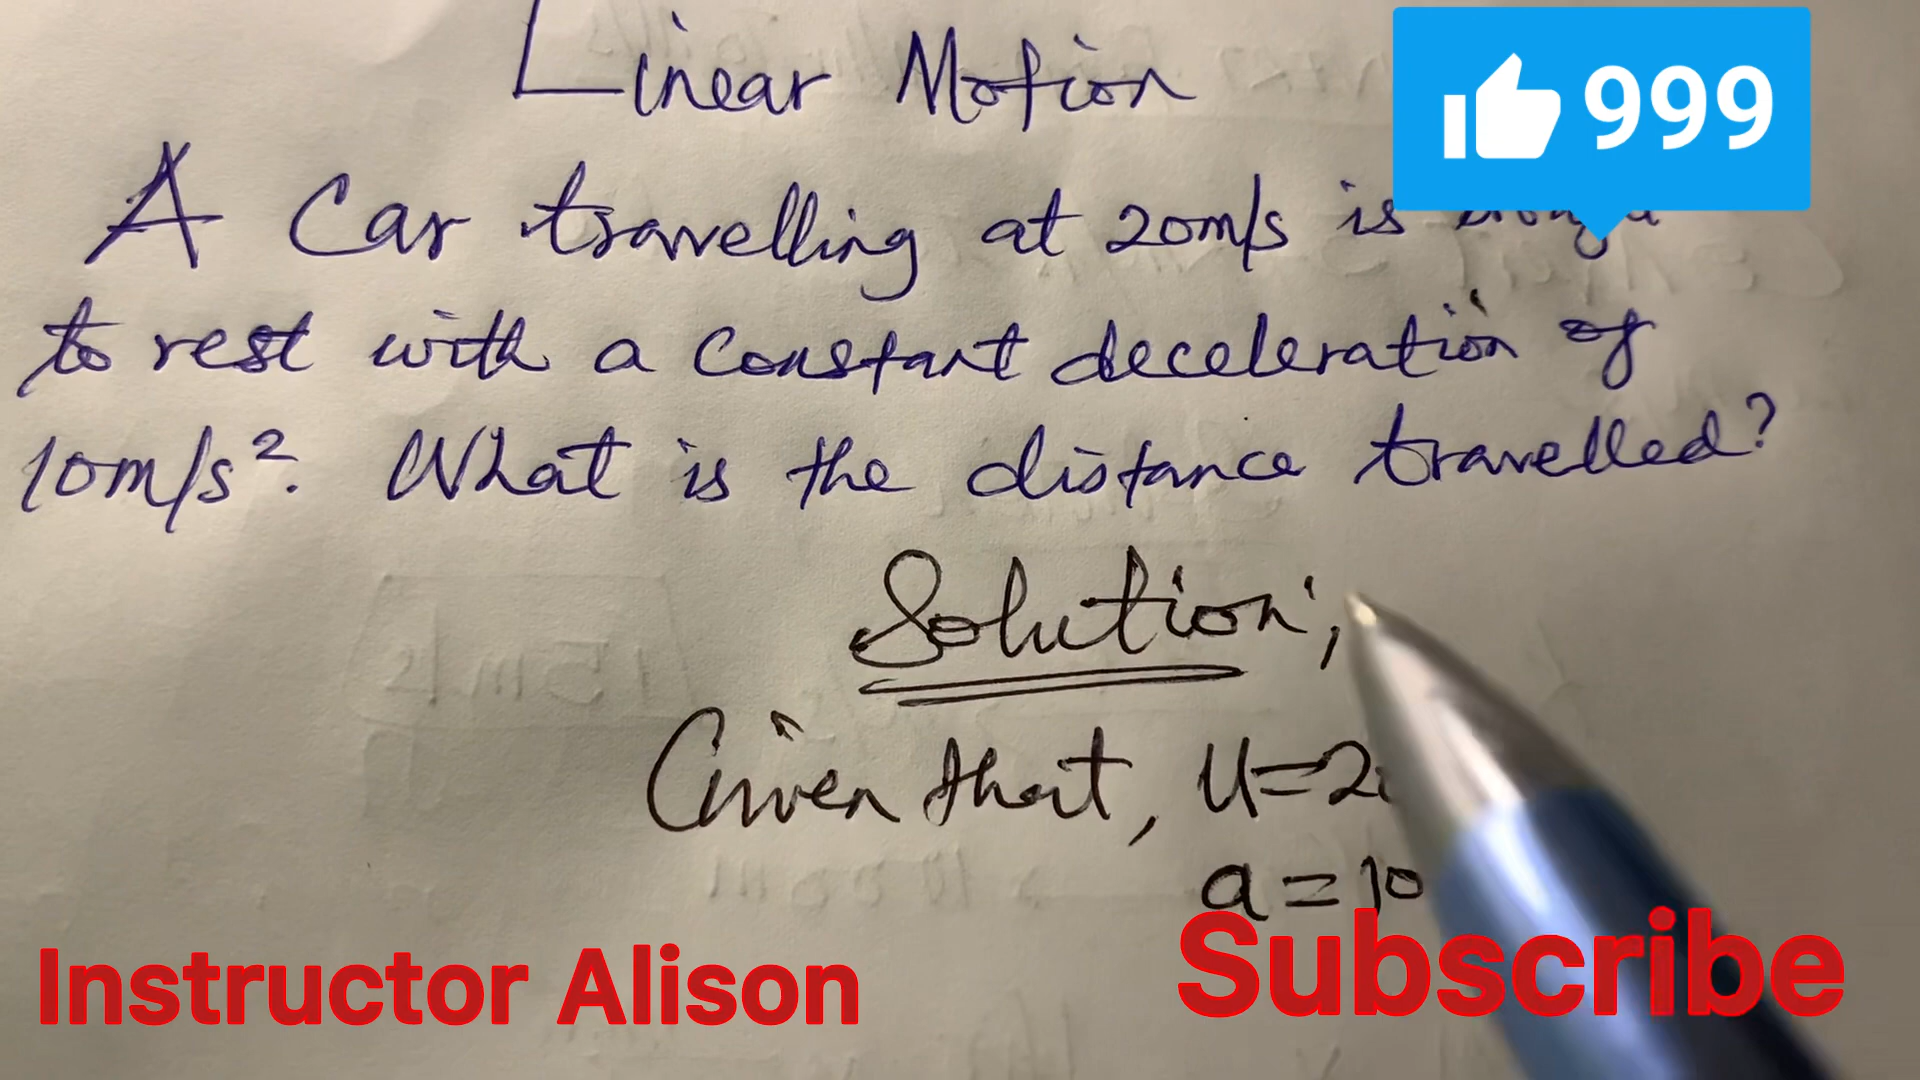 Linear Motion
999
A Car travelling at 20m/s is
to rest with a constant deceleration of
10m/s². What is the distance travelled?
Solution;
Given that, U=2
a=10
Instructor Alison
Subscribe